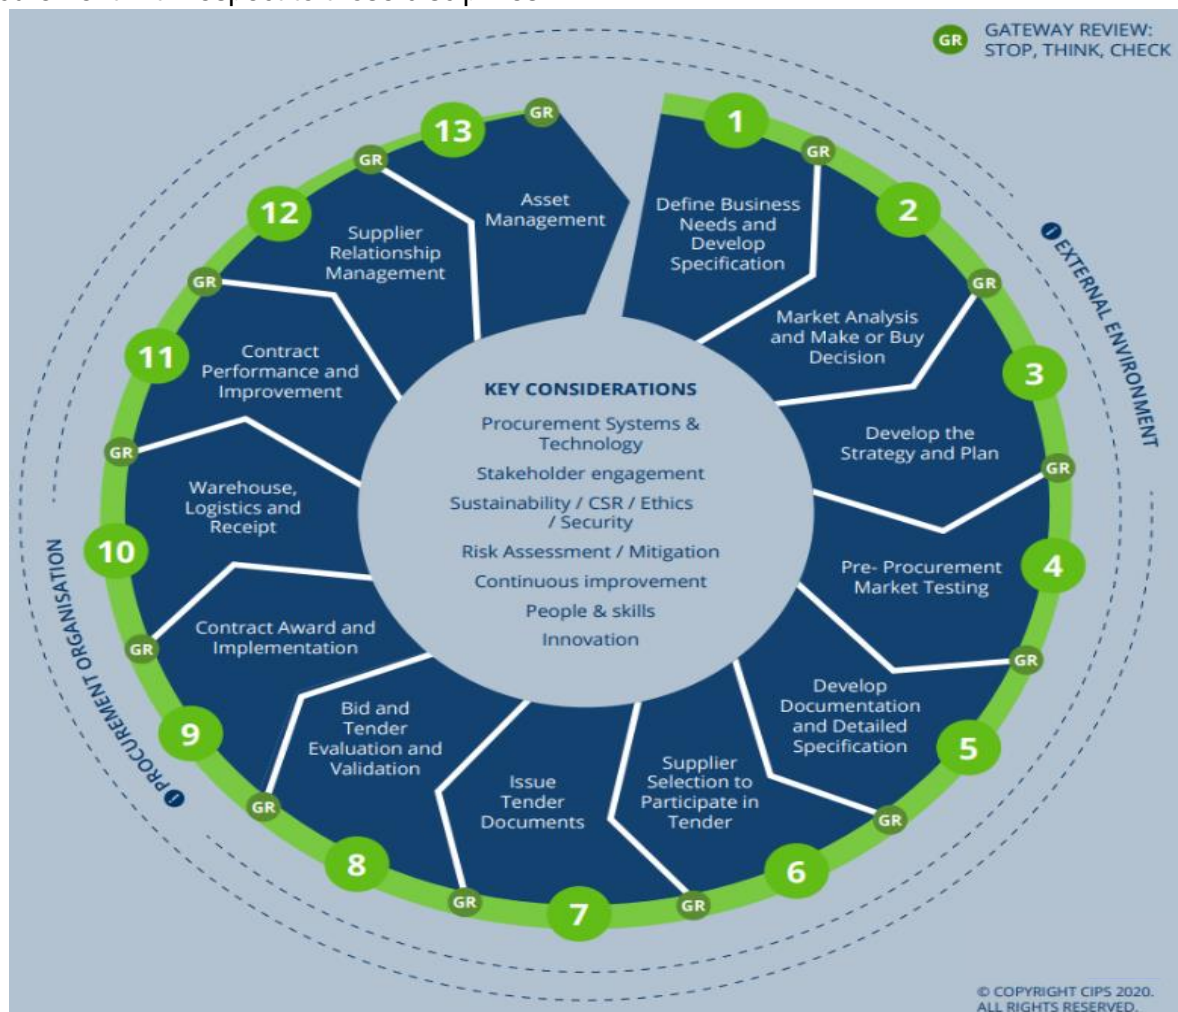 GR
GATEWAY REVIEW:
STOP, THINK, CHECK
1
GR
Define Business
Needs and
Develop
Specification
2
GR
Market Analysis
and Make or Buy
Decision
3
GR
Develop the
Strategy and Plan
4
GR
Pre- Procurement
Market Testing
5
GR
Develop
Documentation
and Detailed
Specification
6
GR
Supplier
Selection to
Participate in
Tender
7
GR
Issue
Tender
Documents
8
GR
Bid and
Tender
Evaluation and
Validation
9
GR
Contract Award and
Implementation
10
GR
Warehouse,
Logistics and
Receipt
11
GR
Contract
Performance and
Improvement
12
GR
Supplier
Relationship
Management
13
GR
Asset
Management
KEY CONSIDERATIONS
Procurement Systems &
Technology
Stakeholder engagement
Sustainability / CSR / Ethics
/ Security
Risk Assessment / Mitigation
Continuous improvement
People & skills
Innovation
i EXTERNAL ENVIRONMENT
i PROCUREMENT ORGANISATION
© COPYRIGHT CIPS 2020.
ALL RIGHTS RESERVED.